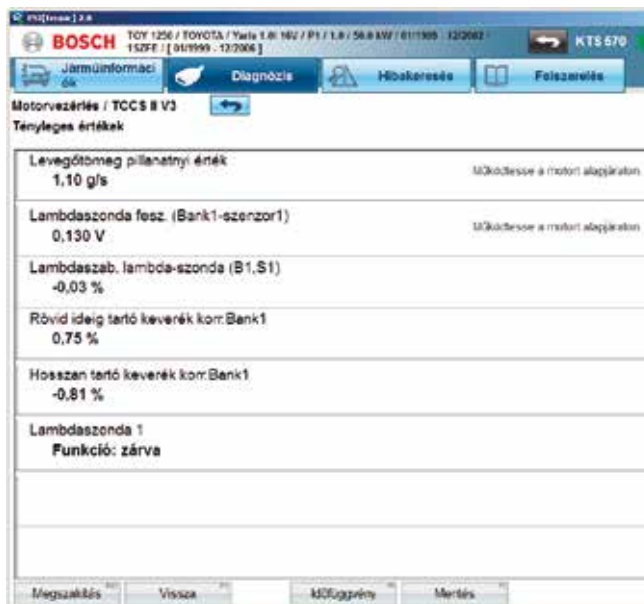 BOSCH
TOY 1250 / TOYOTA / Yaris 1.0i 16V / P1 / 1.0 / 50.0 kW / 01/1999 - 12/2002 /
1SZFE / [ 01/1999 - 12/2006 ]
KTS 670
Járműinformáci
ók
Diagnózis
Hibakeresés
Felszerelés
Motorvezérlés / TCCS II V3
Tényleges értékek
Levegőtömeg pillanatnyi érték
Működtesse a motort alapjáraton
1,10 g/s
Lambdaszonda fesz. (Bank1-szenzor1)
Működtesse a motort alapjáraton
0,130 V
Lambdaszab. lambda-szonda (B1,S1)
-0,03 %
Rövid ideig tartó keverék korr.Bank1
0,75 %
Hosszan tartó keverék korr.Bank1
-0,81 %
Lambdaszonda 1
Funkció: zárva
Megszakítás
Vissza
Időfüggvény
Mentés